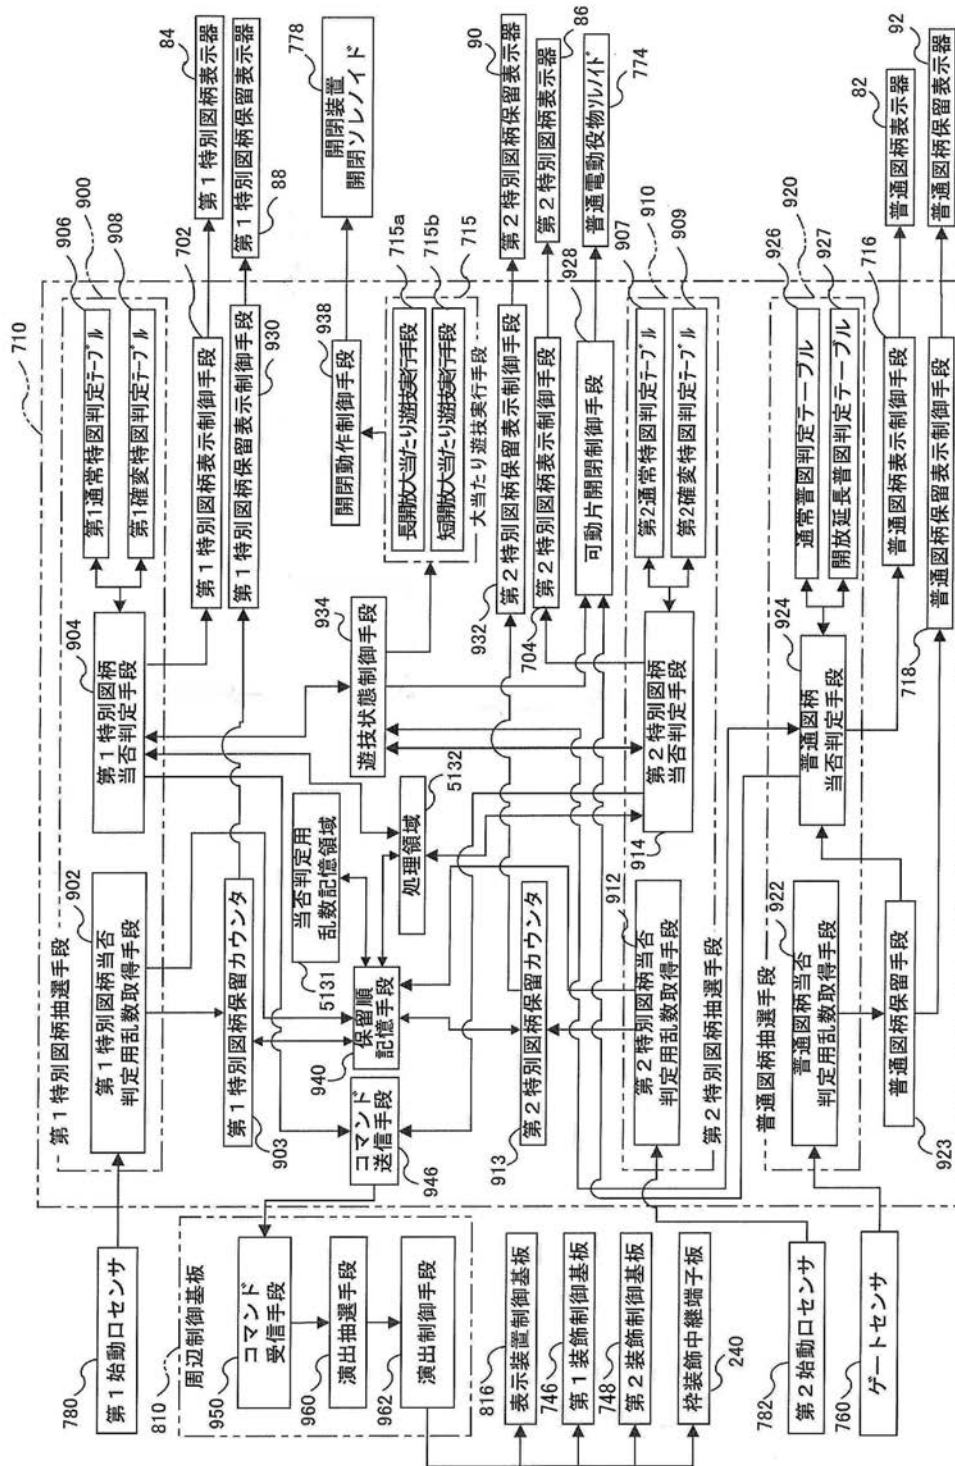 710
780
第1始動口センサ
第1特別図柄抽選手段
902
第1特別図柄当否
判定用乱数取得手段
904
第1特別図柄
当否判定手段
906
第1通常特図判定テーブル
900
908
第1確変特図判定テーブル
702
第1特別図柄表示制御手段
84
第1特別図柄表示器
903
第1特別図柄保留カウンタ
930
第1特別図柄保留表示制御手段
88
第1特別図柄保留表示器
810
周辺制御基板
950
コマンド
受信手段
960
演出抽選手段
962
演出制御手段
946
コマンド
送信手段
940
保留順
記憶手段
5131
当否判定用
乱数記憶領域
5132
処理領域
934
遊技状態制御手段
938
開閉動作制御手段
778
開閉装置
開閉ソレノイド
715a
長開放大当たり遊技実行手段
715b
短開放大当たり遊技実行手段
715
大当たり遊技実行手段
816
表示装置制御基板
746
第1装飾制御基板
748
第2装飾制御基板
240
枠装飾中継端子板
913
第2特別図柄保留カウンタ
932
第2特別図柄保留表示制御手段
90
第2特別図柄保留表示器
704
第2特別図柄表示制御手段
86
第2特別図柄表示器
928
可動片開閉制御手段
774
普通電動役物ソレノイド
782
第2始動口センサ
912
第2特別図柄当否
判定用乱数取得手段
914
第2特別図柄
当否判定手段
907
第2通常特図判定テーブル
910
909
第2確変特図判定テーブル
第2特別図柄抽選手段
760
ゲートセンサ
普通図柄抽選手段
922
普通図柄当否
判定用乱数取得手段
924
普通図柄
当否判定手段
926
通常普図判定テーブル
920
927
開放延長普図判定テーブル
716
普通図柄表示制御手段
82
普通図柄表示器
923
普通図柄保留手段
718
普通図柄保留表示制御手段
92
普通図柄保留表示器